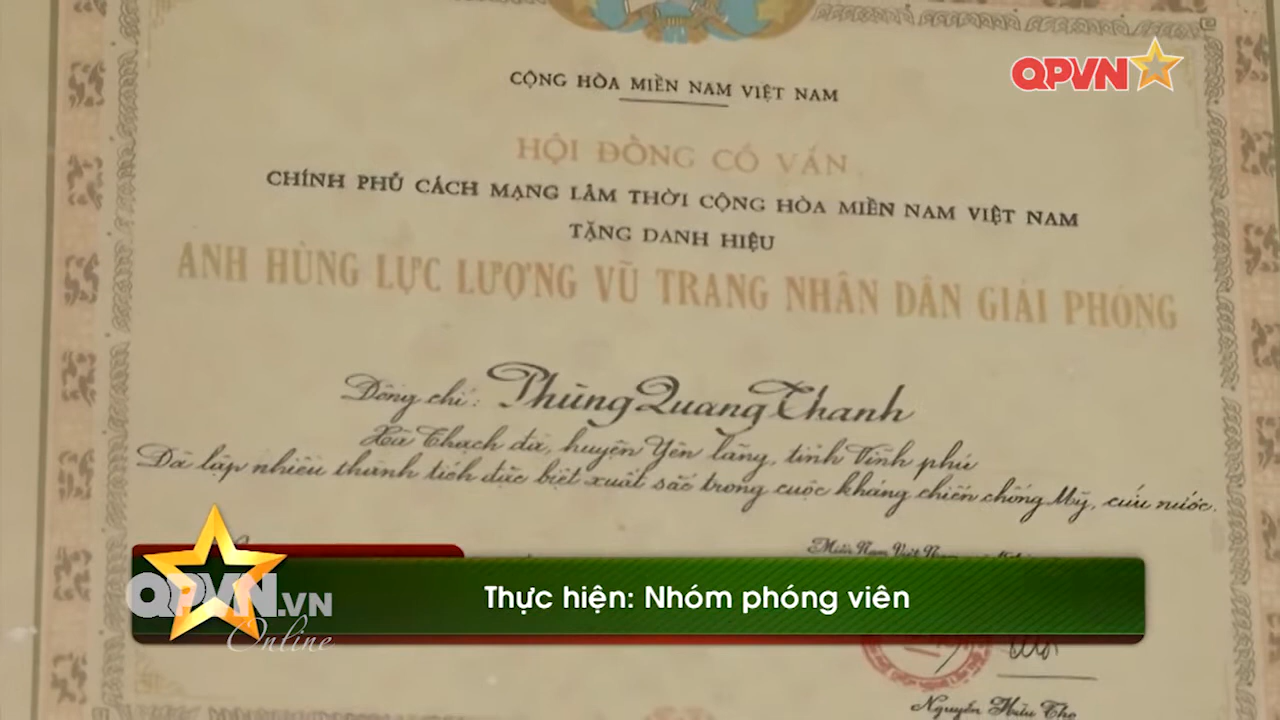 QPVN
CỘNG HÒA MIỀN NAM VIỆT NAM
HỘI ĐỒNG CỐ VẤN
CHÍNH PHỦ CÁCH MẠNG LÂM THỜI CỘNG HÒA MIỀN NAM VIỆT NAM
TẶNG DANH HIỆU
ANH HÙNG LỰC LƯỢNG VŨ TRANG NHÂN DÂN GIẢI PHÓNG
Đồng chí: Phùng Quang Thanh
Xã Thạch đà, huyện Yên lãng, tỉnh Vĩnh phú
Đã lập nhiều thành tích đặc biệt xuất sắc trong cuộc kháng chiến chống Mỹ, cứu nước.
Miền Nam Việt Nam
Thực hiện: Nhóm phóng viên
QPVN.VN
Online
Nguyễn Hữu Thọ